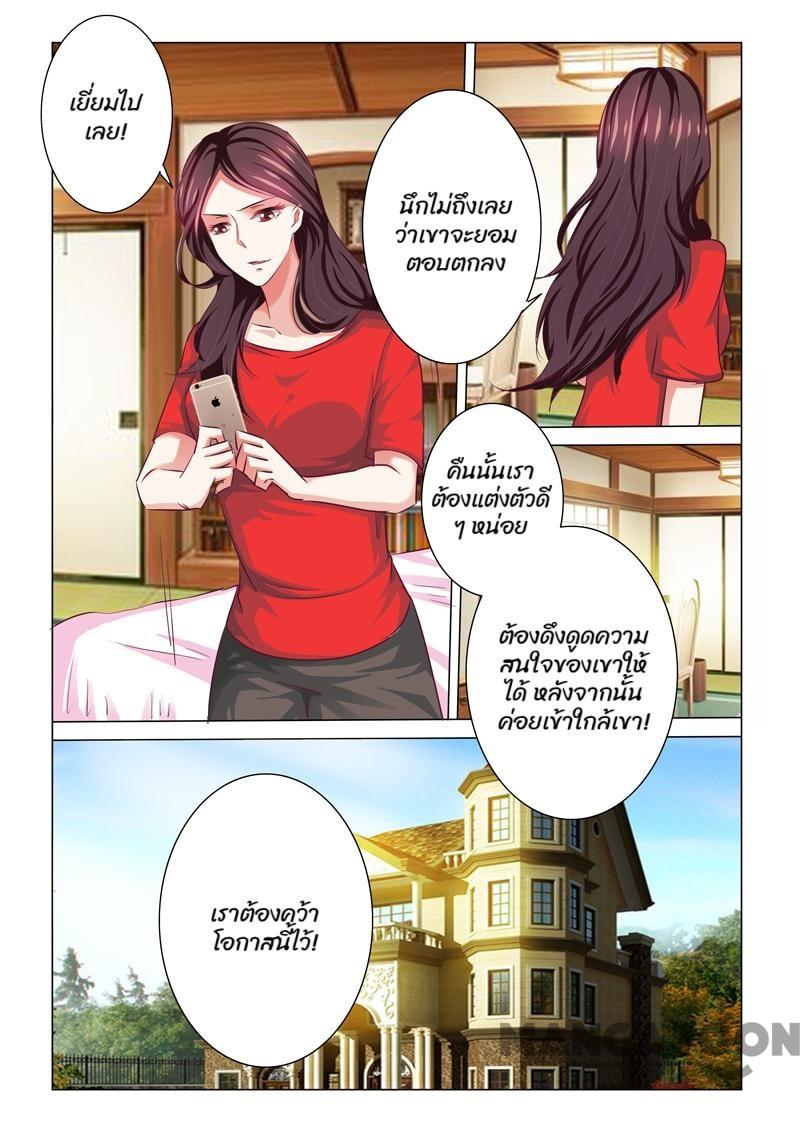 เยี่ยมไป
เลย!
นึกไม่ถึงเลย
ว่าเขาจะยอม
ตอบตกลง
คืนนั้นเรา
ต้องแต่งตัวดี
ๆ หน่อย
ต้องดึงดูดความ
สนใจของเขาให้
ได้ หลังจากนั้น
ค่อยเข้าใกล้เขา!
เราต้องคว้า
โอกาสนี้ไว้!